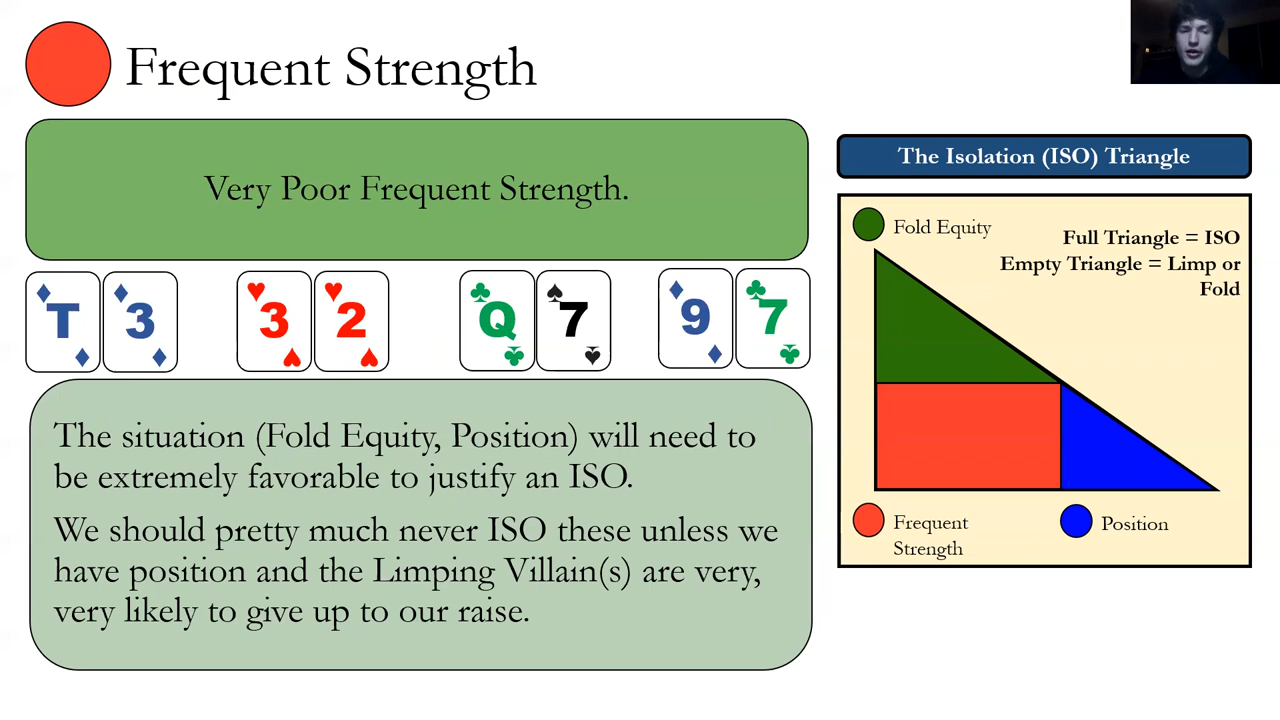 Frequent Strength
Very Poor Frequent Strength.
T 3 3 2 Q 7 9 7
The situation (Fold Equity, Position) will need to
be extremely favorable to justify an ISO.
We should pretty much never ISO these unless we
have position and the Limping Villain(s) are very,
very likely to give up to our raise.
The Isolation (ISO) Triangle
Fold Equity
Full Triangle = ISO
Empty Triangle = Limp or
Fold
Frequent
Strength
Position